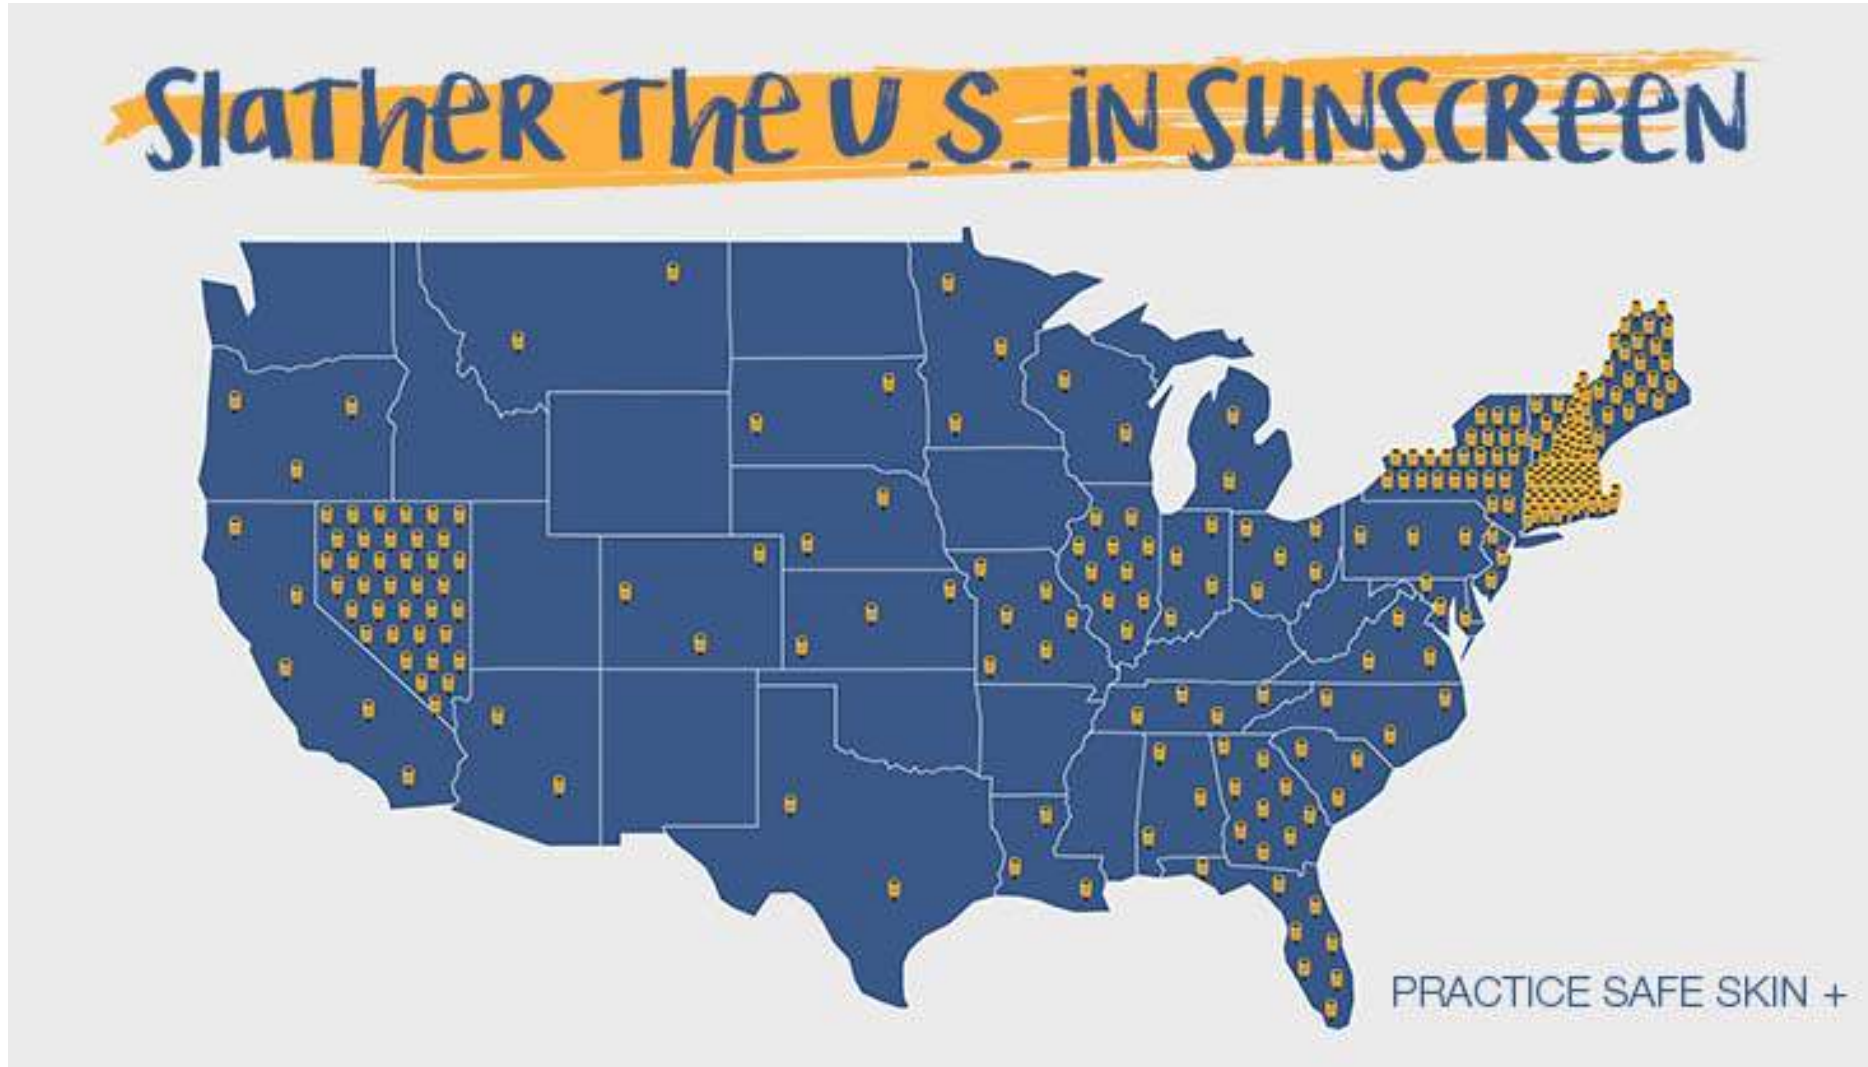 SlaTheR The U.S. iN SUNSCReeN
PRACTICE SAFE SKIN +